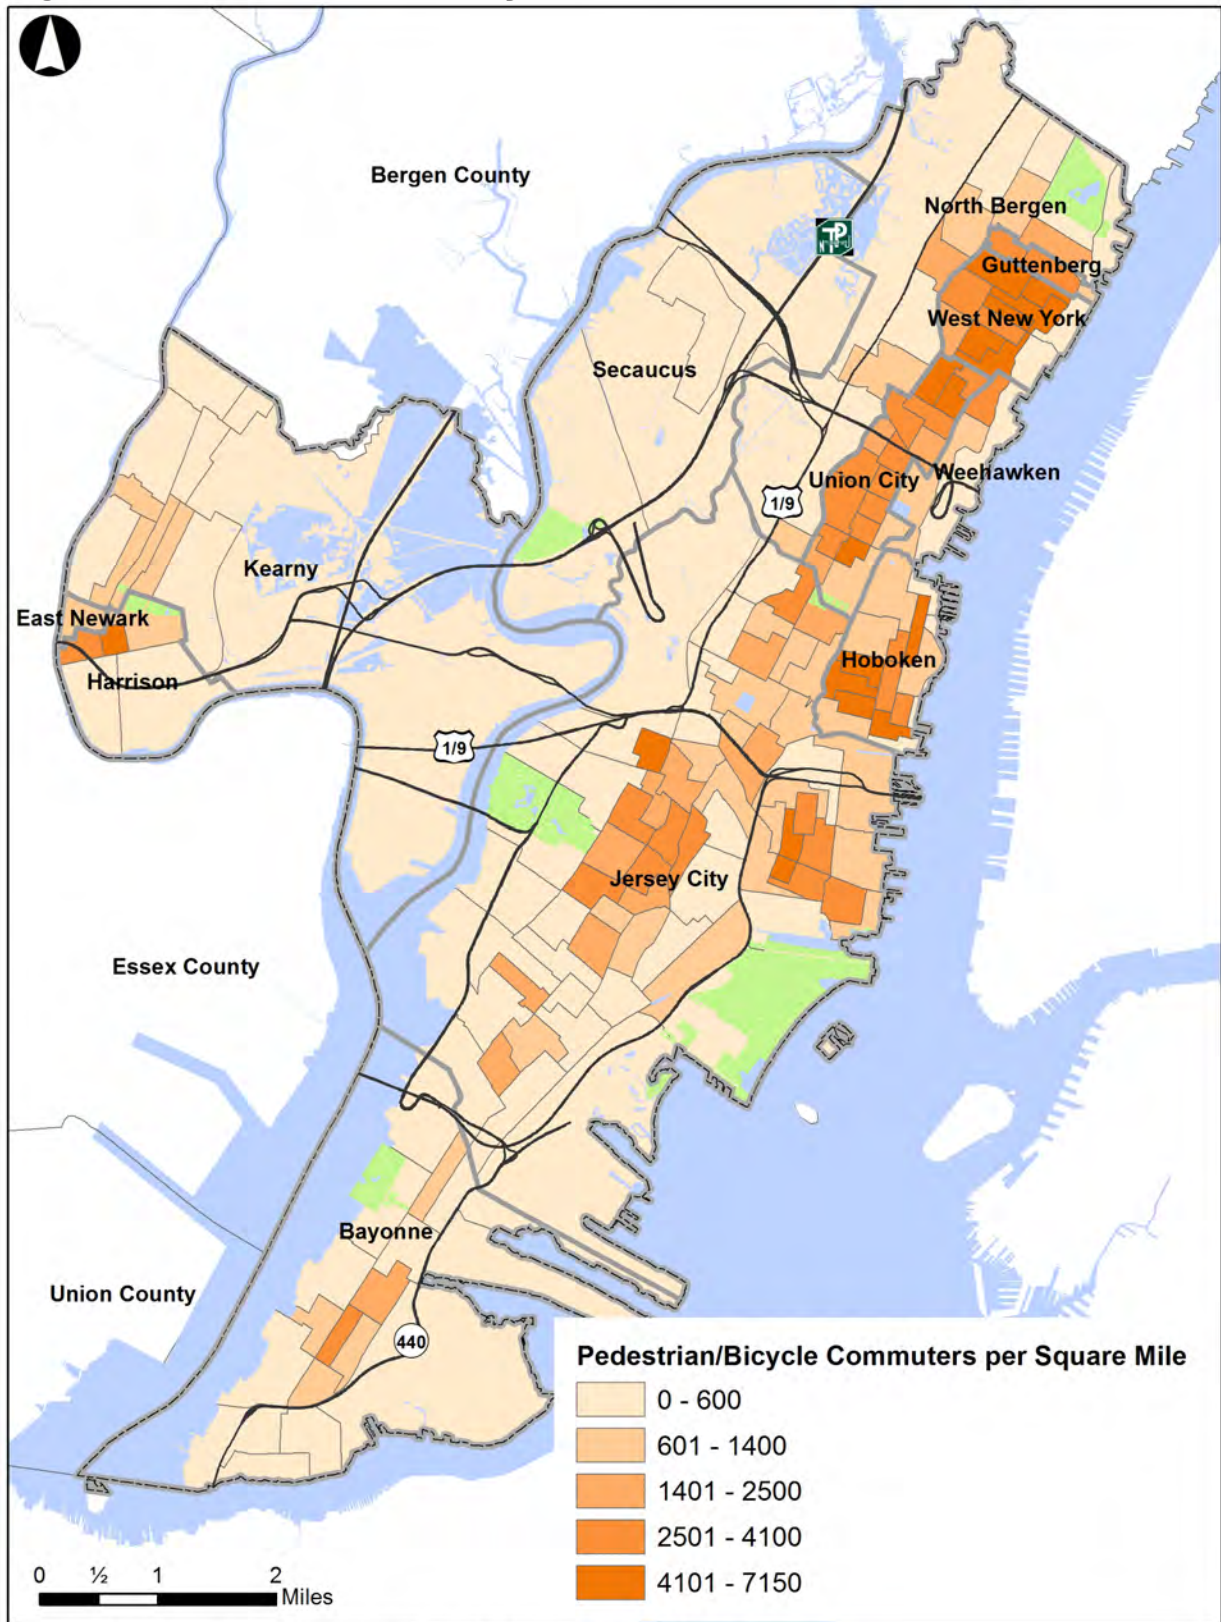 Bergen County
North Bergen
TP
N J
Guttenberg
West New York
Secaucus
Union City
Weehawken
1/9
Kearny
East Newark
Harrison
Hoboken
1/9
Jersey City
Essex County
Bayonne
Union County
440
Pedestrian/Bicycle Commuters per Square Mile
0 - 600
601 - 1400
1401 - 2500
2501 - 4100
4101 - 7150
0 ½ 1 2
Miles